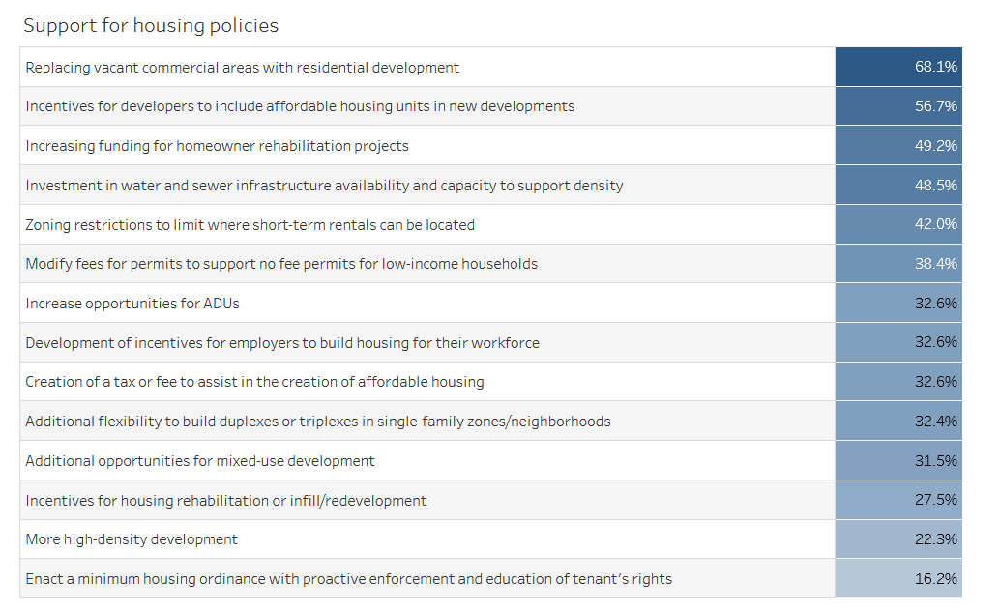 Support for housing policies
Replacing vacant commercial areas with residential development 68.1%
Incentives for developers to include affordable housing units in new developments 56.7%
Increasing funding for homeowner rehabilitation projects 49.2%
Investment in water and sewer infrastructure availability and capacity to support density 48.5%
Zoning restrictions to limit where short-term rentals can be located 42.0%
Modify fees for permits to support no fee permits for low-income households 38.4%
Increase opportunities for ADUs 32.6%
Development of incentives for employers to build housing for their workforce 32.6%
Creation of a tax or fee to assist in the creation of affordable housing 32.6%
Additional flexibility to build duplexes or triplexes in single-family zones/neighborhoods 32.4%
Additional opportunities for mixed-use development 31.5%
Incentives for housing rehabilitation or infill/redevelopment 27.5%
More high-density development 22.3%
Enact a minimum housing ordinance with proactive enforcement and education of tenant's rights 16.2%